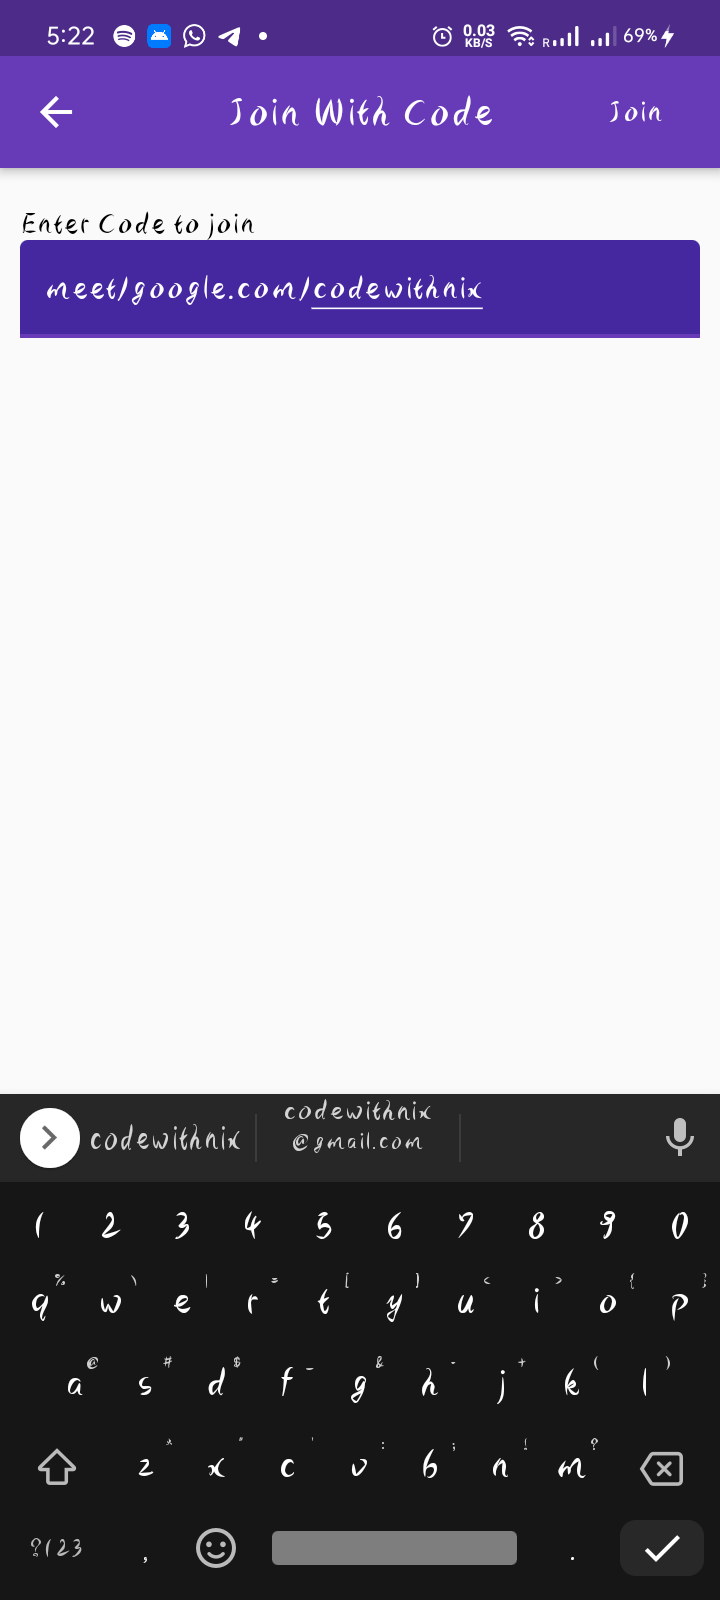 5:22 0.03 KB/S R 69%
Join With Code Join
Enter Code to join
meet/google.com/codewithnix
codewithnix codewithnix
@gmail.com
1 2 3 4 5 6 7 8 9 0
% \ | = [ ] < > { }
q w e r t y u i o p
@ # $ _ & - + ( )
a s d f g h j k l
* " ' : ; ! ?
z x c v b n m
?123 , .